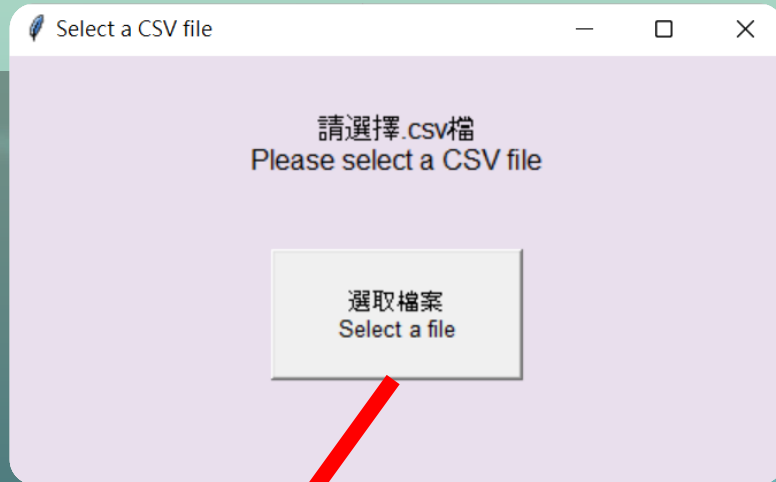 Select a CSV file
請選擇.csv檔
Please select a CSV file
選取檔案
Select a file